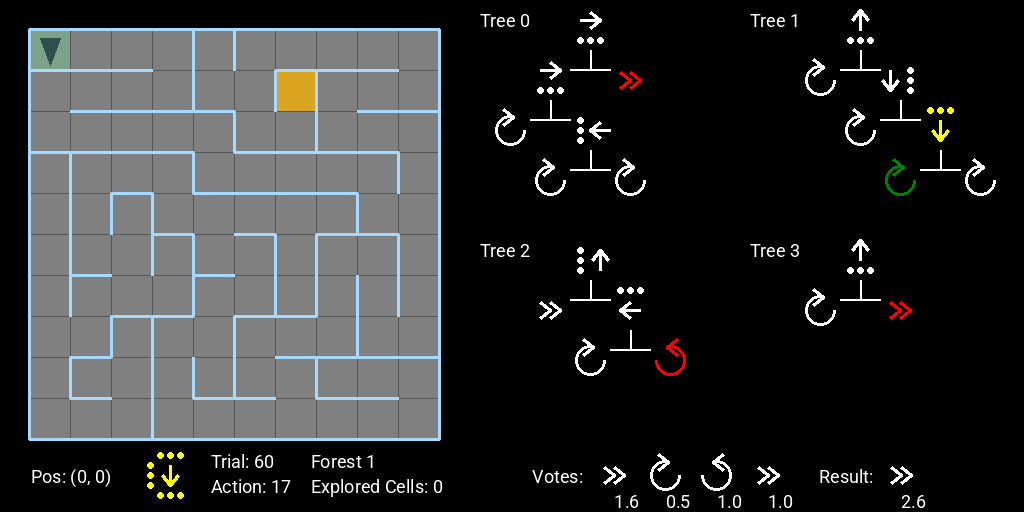 Tree 0
Tree 1
Tree 2
Tree 3
Pos: (0, 0)
Trial: 60
Forest 1
Action: 17
Explored Cells: 0
Votes:
1.6
0.5
1.0
1.0
Result:
2.6